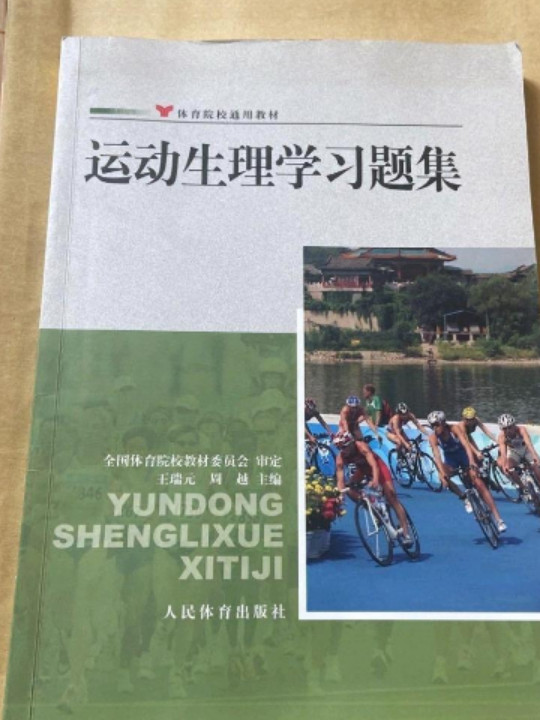 体育院校通用教材
运动生理学习题集
全国体育院校教材委员会 审定
王瑞元 周 越 主编
YUNDONG
SHENGLIXUE
XITIJI
人民体育出版社